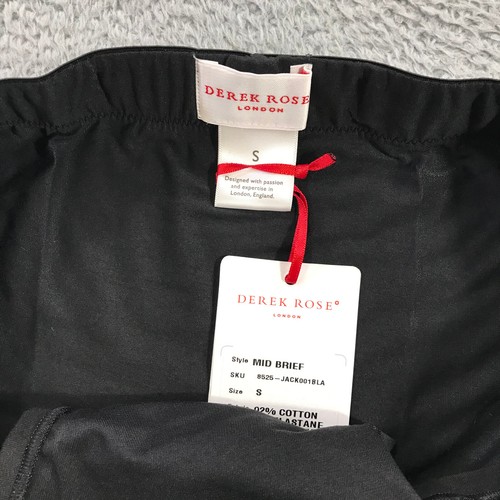 DEREK ROSE
LONDON
S
Designed with passion
and expertise in
London, England.
DEREK ROSE
LONDON
Style MID BRIEF
SKU 8525-JACK001BLA
Size S
92% COTTON